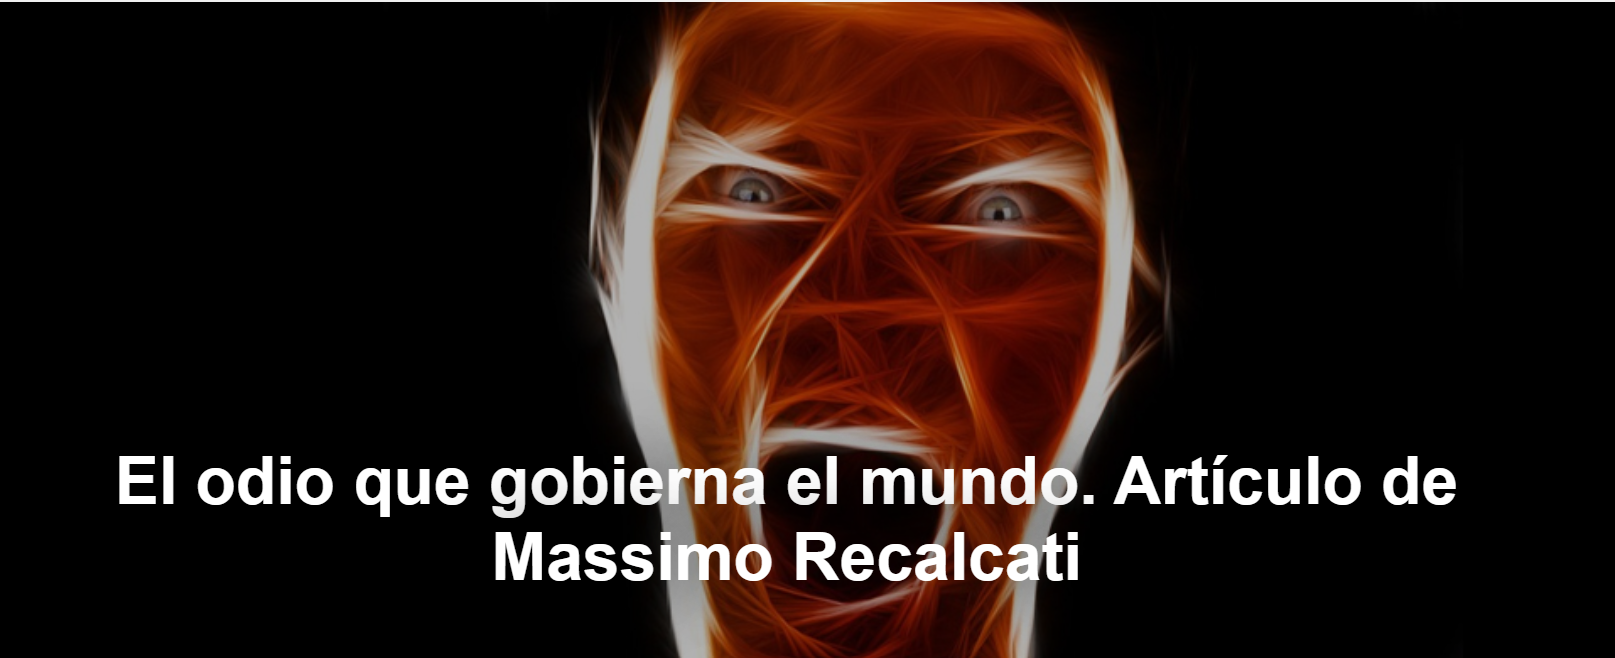 El odio que gobierna el mundo. Artículo de
Massimo Recalcati